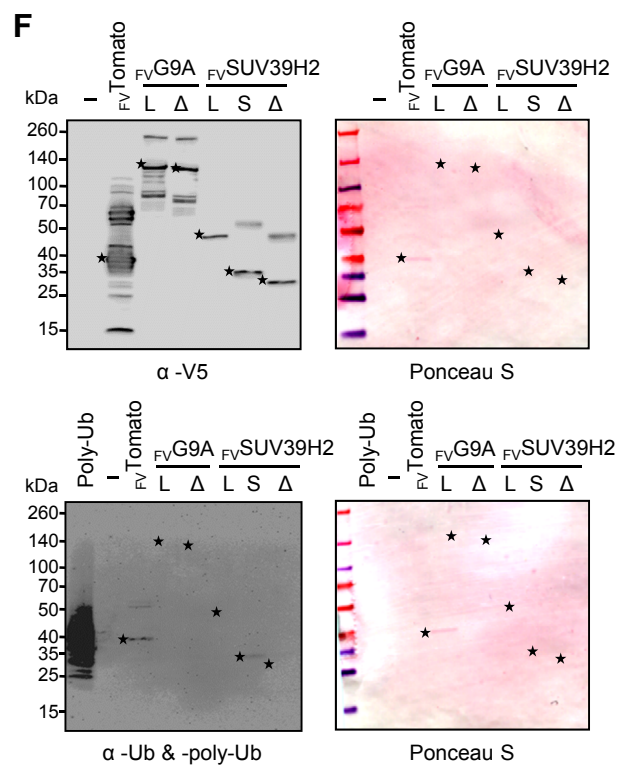 F
kDa – FVTomato FVG9A FVSUV39H2
L Δ L S Δ
260
140
100
70
50
40
35
25
15
α -V5
– FVTomato FVG9A FVSUV39H2
L Δ L S Δ
Ponceau S
kDa Poly-Ub – FVTomato FVG9A FVSUV39H2
L Δ L S Δ
260
140
100
70
50
40
35
25
15
α -Ub & -poly-Ub
Poly-Ub – FVTomato FVG9A FVSUV39H2
L Δ L S Δ
Ponceau S